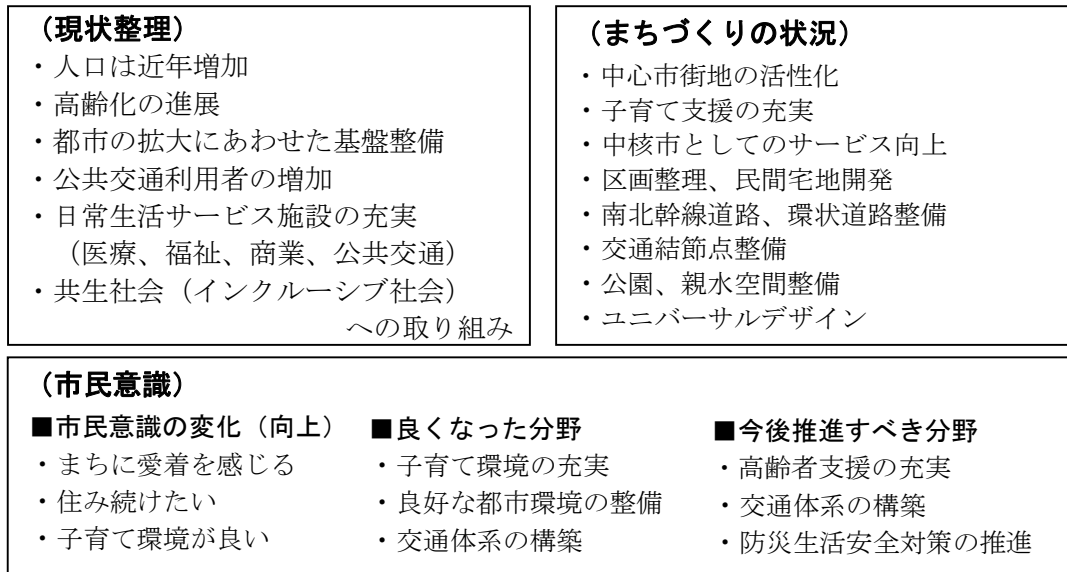 （現状整理）
・人口は近年増加
・高齢化の進展
・都市の拡大にあわせた基盤整備
・公共交通利用者の増加
・日常生活サービス施設の充実
（医療、福祉、商業、公共交通）
・共生社会（インクルーシブ社会）
への取り組み
（まちづくりの状況）
・中心市街地の活性化
・子育て支援の充実
・中核市としてのサービス向上
・区画整理、民間宅地開発
・南北幹線道路、環状道路整備
・交通結節点整備
・公園、親水空間整備
・ユニバーサルデザイン
（市民意識）
■市民意識の変化（向上）
・まちに愛着を感じる
・住み続けたい
・子育て環境が良い
■良くなった分野
・子育て環境の充実
・良好な都市環境の整備
・交通体系の構築
■今後推進すべき分野
・高齢者支援の充実
・交通体系の構築
・防災生活安全対策の推進